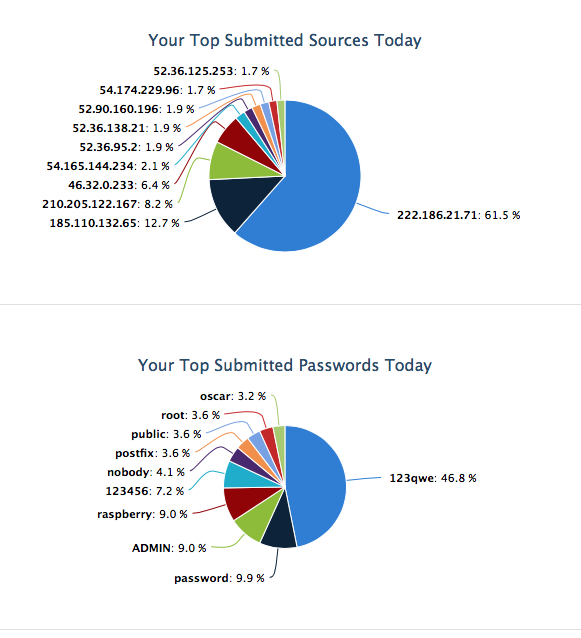 Your Top Submitted Sources Today
52.36.125.253: 1.7 %
54.174.229.96: 1.7 %
52.90.160.196: 1.9 %
52.36.138.21: 1.9 %
52.36.95.2: 1.9 %
54.165.144.234: 2.1 %
46.32.0.233: 6.4 %
210.205.122.167: 8.2 %
185.110.132.65: 12.7 %
222.186.21.71: 61.5 %
Your Top Submitted Passwords Today
oscar: 3.2 %
root: 3.6 %
public: 3.6 %
postfix: 3.6 %
nobody: 4.1 %
123456: 7.2 %
raspberry: 9.0 %
ADMIN: 9.0 %
password: 9.9 %
123qwe: 46.8 %